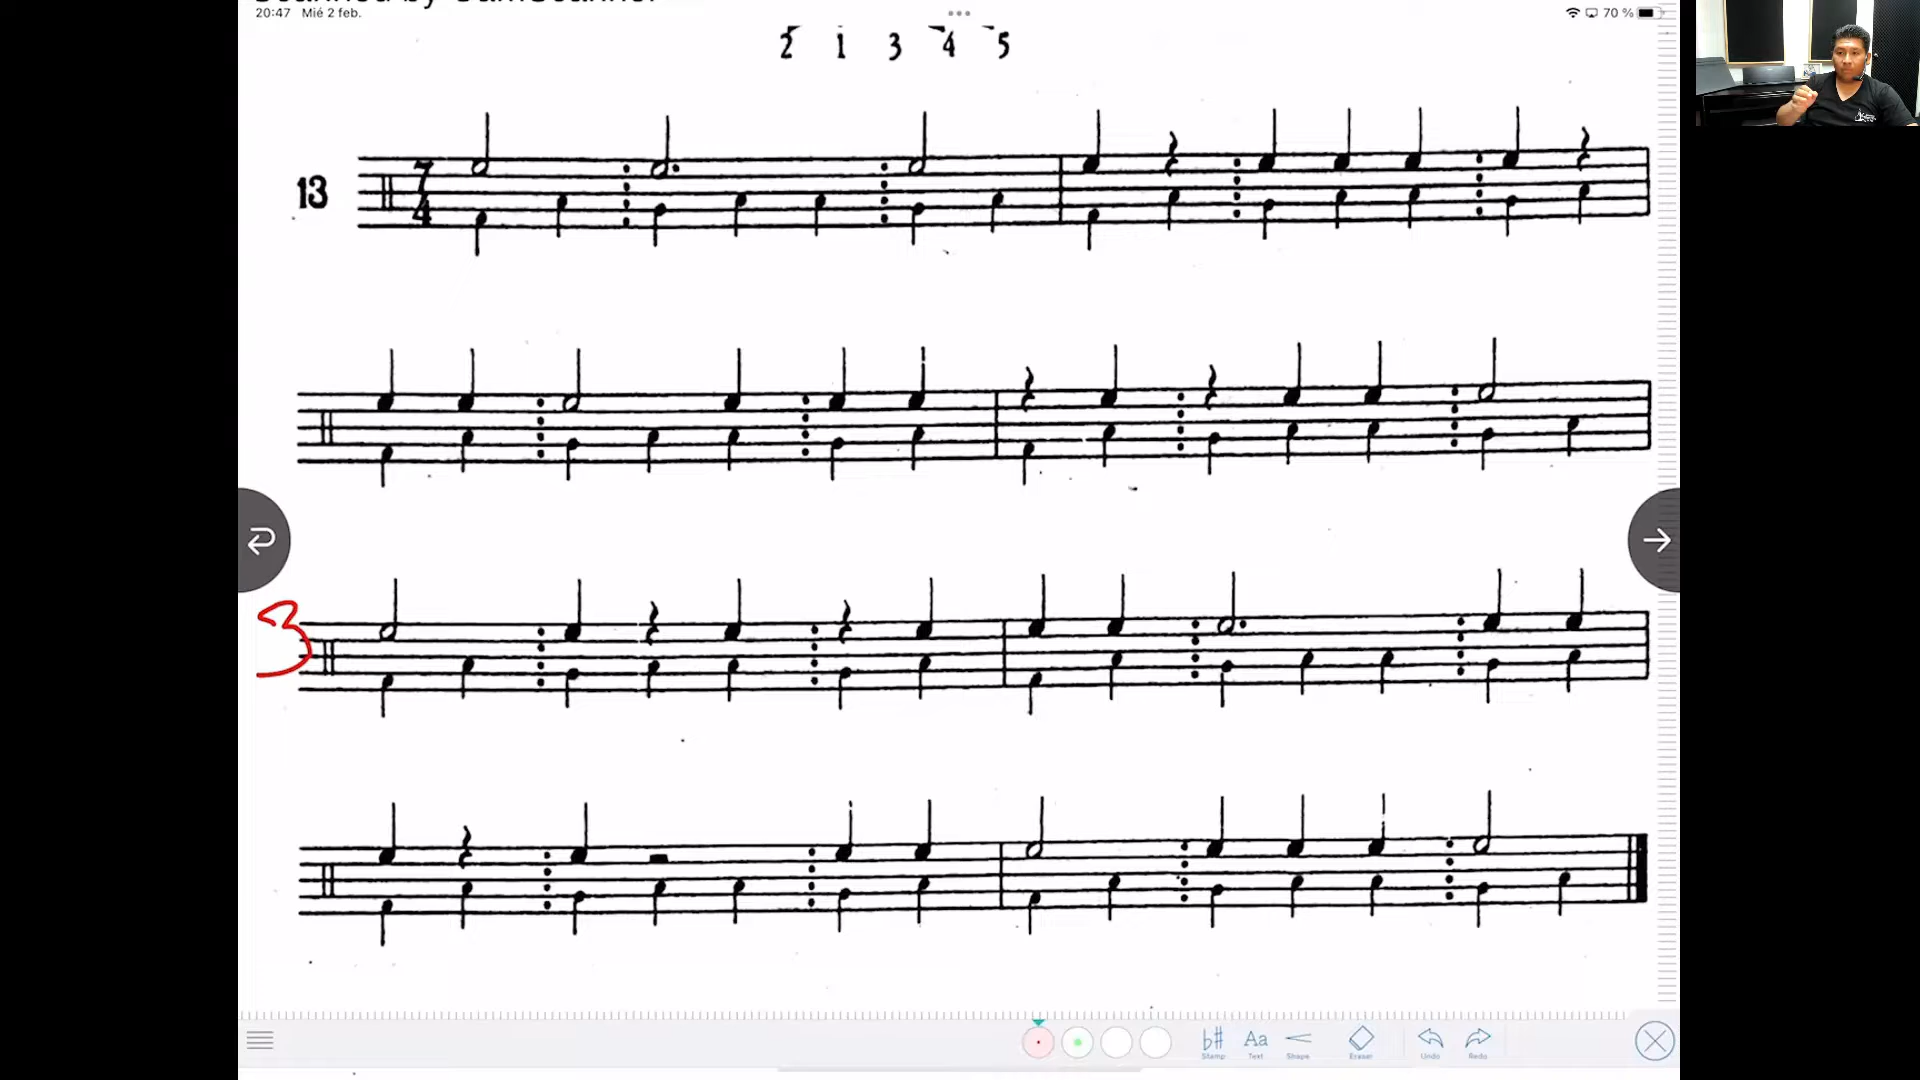 20:47 Mié 2 feb.
70 %
2 1 3 4 5
13
7
4
3
Stamp
Aa
Text
Shape
Eraser
Undo
Redo